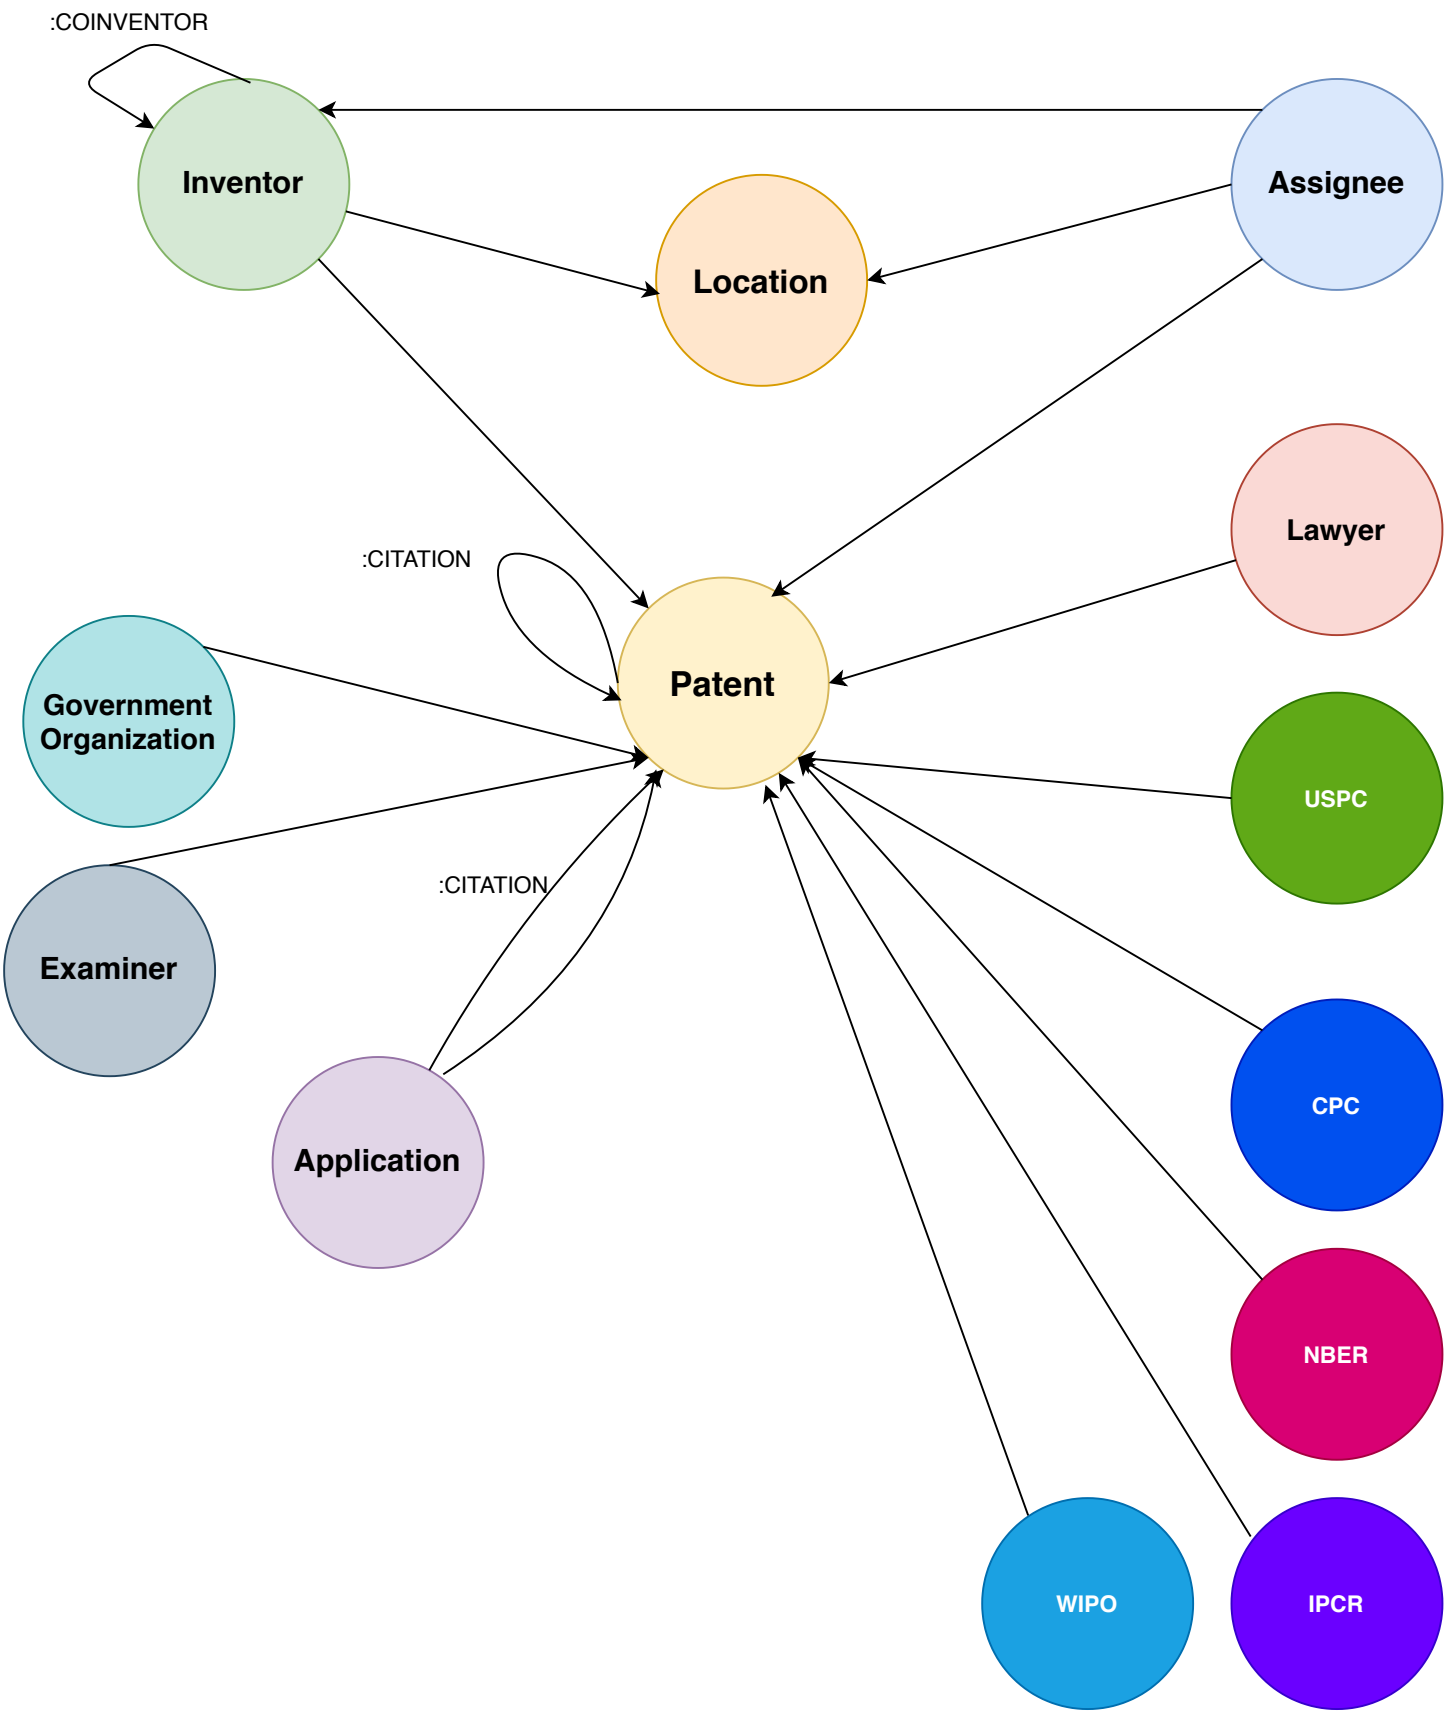 :COINVENTOR
Inventor
Assignee
Location
Lawyer
:CITATION
Patent
Government
Organization
USPC
:CITATION
Examiner
CPC
Application
NBER
WIPO
IPCR